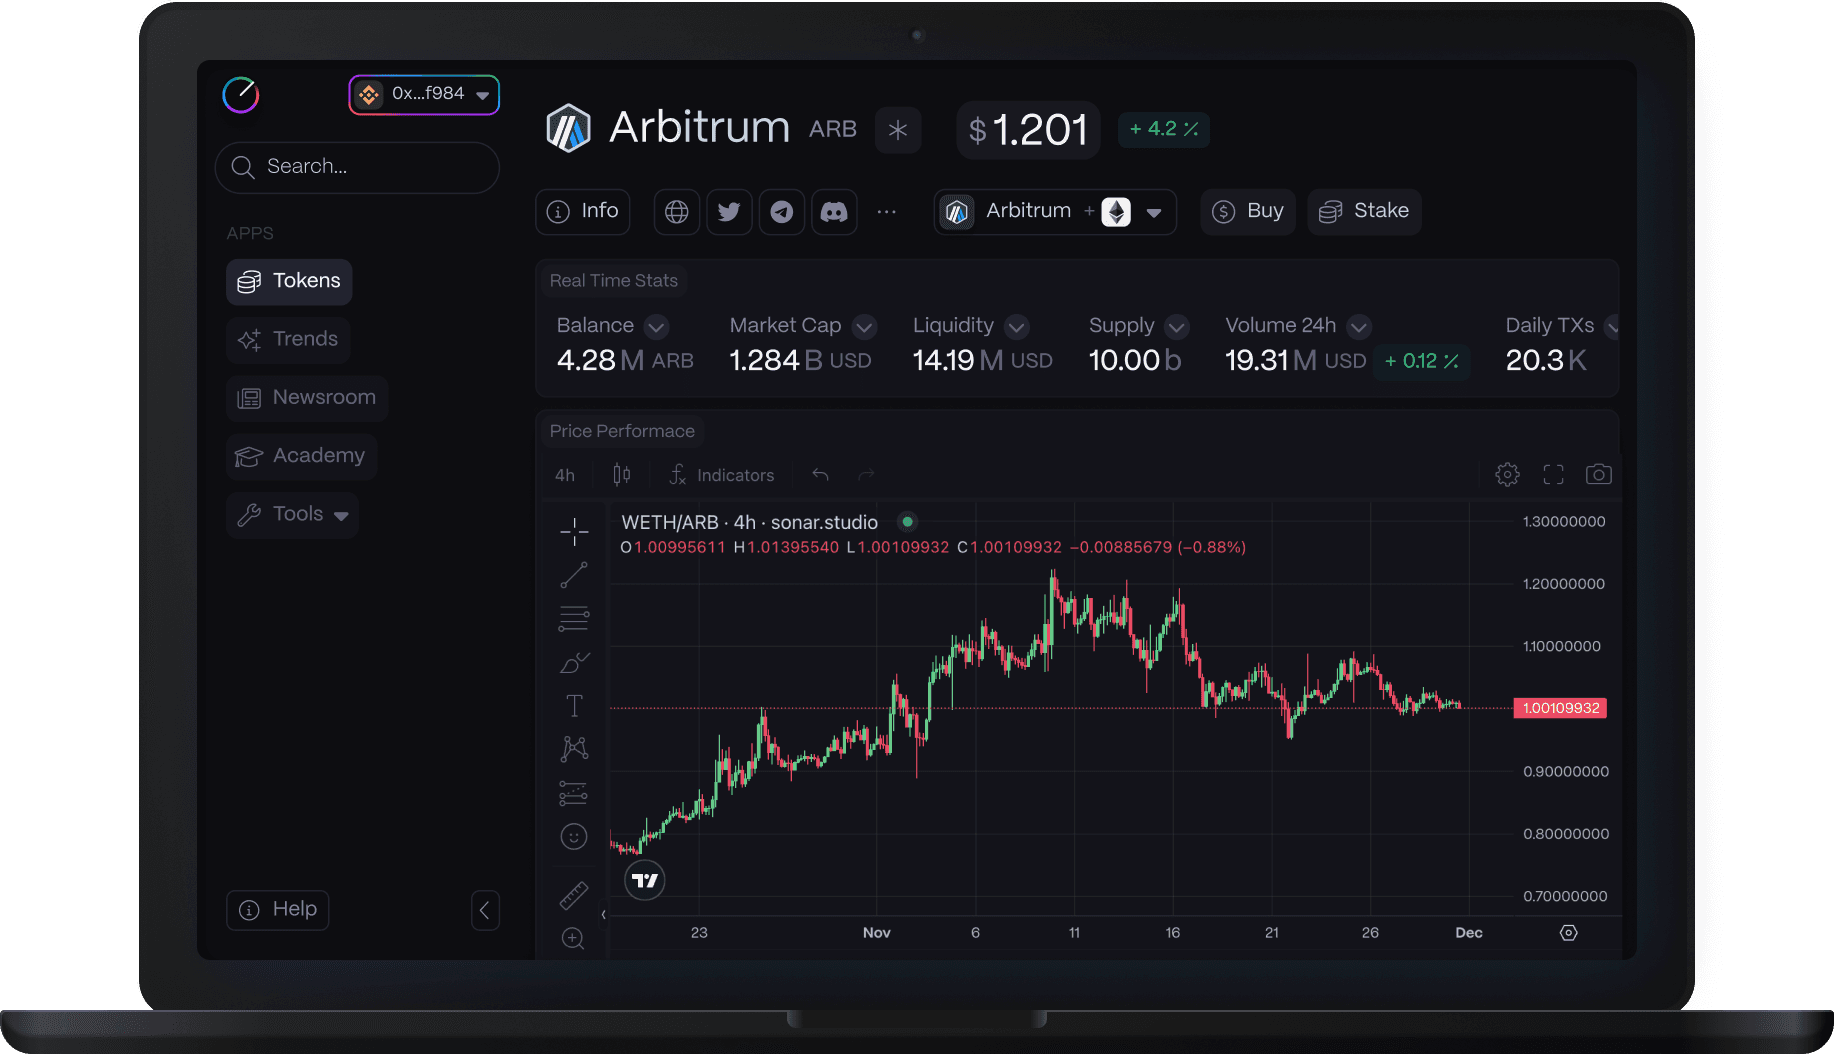 0x...f984
Search...
APPS
Tokens
Trends
Newsroom
Academy
Tools
Help
Arbitrum ARB $ 1.201 + 4.2 %
Info Arbitrum + Buy Stake
Real Time Stats
Balance Market Cap Liquidity Supply Volume 24h Daily TXs
4.28 M ARB 1.284 B USD 14.19 M USD 10.00 b 19.31 M USD + 0.12 % 20.3 K
Price Performace
4h Indicators
WETH/ARB · 4h · sonar.studio
O1.00995611 H1.01395540 L1.00109932 C1.00109932 −0.00885679 (−0.88%)
1.30000000
1.20000000
1.10000000
1.00109932
0.90000000
0.80000000
0.70000000
23 Nov 6 11 16 21 26 Dec